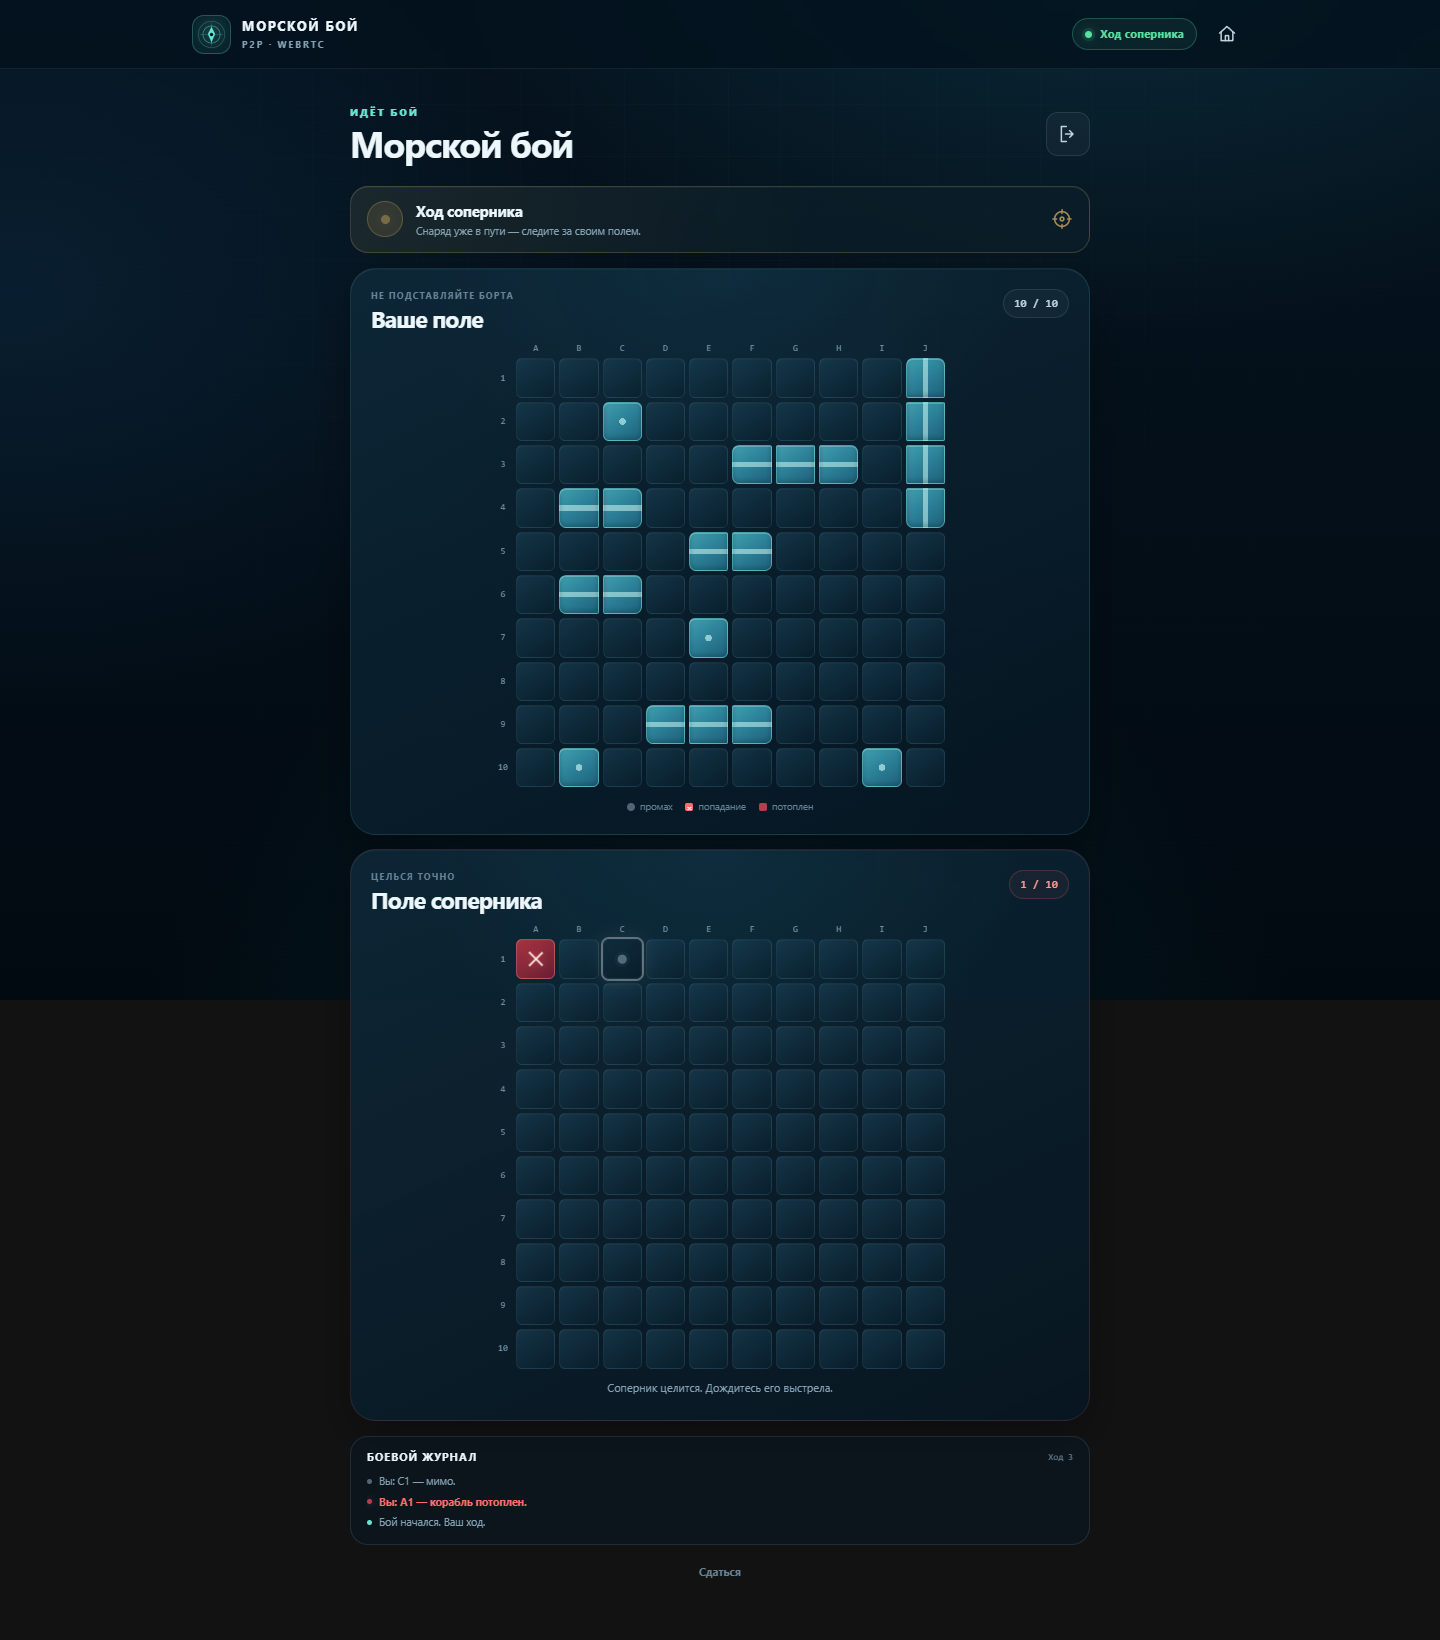 МОРСКОЙ БОЙ
P2P · WEBRTC
Ход соперника
ИДЁТ БОЙ
Морской бой
Ход соперника
Снаряд уже в пути — следите за своим полем.
НЕ ПОДСТАВЛЯЙТЕ БОРТА
Ваше поле
10 / 10
A B C D E F G H I J
1
2
3
4
5
6
7
8
9
10
промах попадание потоплен
ЦЕЛЬСЯ ТОЧНО
Поле соперника
1 / 10
A B C D E F G H I J
1
2
3
4
5
6
7
8
9
10
Соперник целится. Дождитесь его выстрела.
БОЕВОЙ ЖУРНАЛ
Ход 3
Вы: C1 — мимо.
Вы: A1 — корабль потоплен.
Бой начался. Ваш ход.
Сдаться